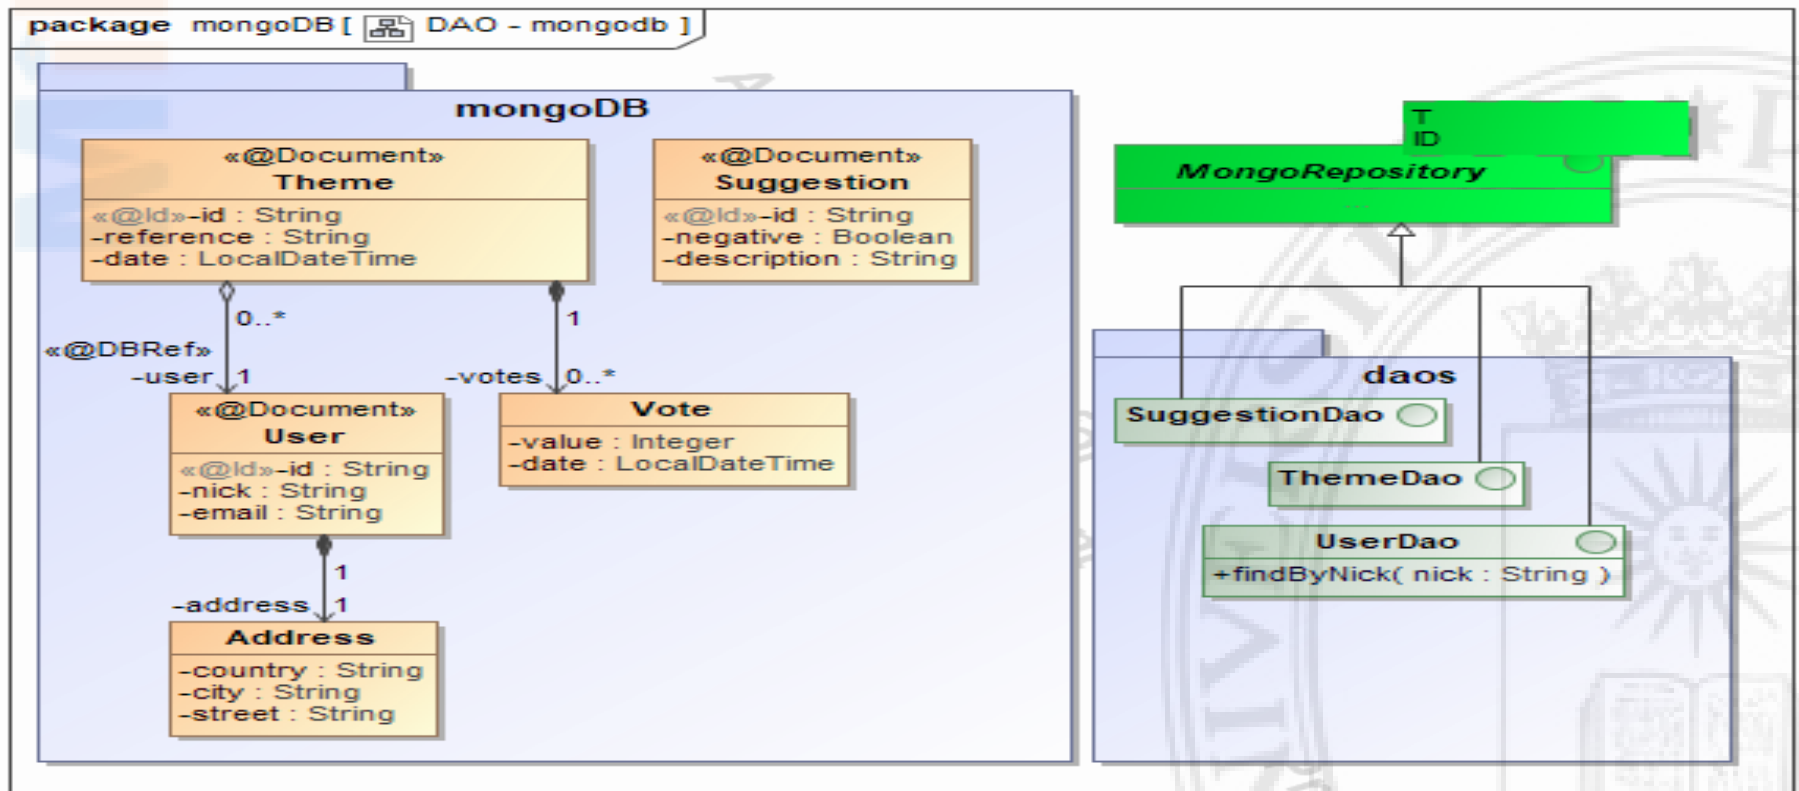 package mongoDB [ DAO - mongodb ]
mongoDB
«@Document»
Theme
«@Id»-id : String
-reference : String
-date : LocalDateTime
«@Document»
Suggestion
«@Id»-id : String
-negative : Boolean
-description : String
0..*
«@DBRef»
-user 1
1
-votes 0..*
«@Document»
User
«@Id»-id : String
-nick : String
-email : String
Vote
-value : Integer
-date : LocalDateTime
1
-address 1
Address
-country : String
-city : String
-street : String
T
ID
MongoRepository
...
daos
SuggestionDao
ThemeDao
UserDao
+findByNick( nick : String )